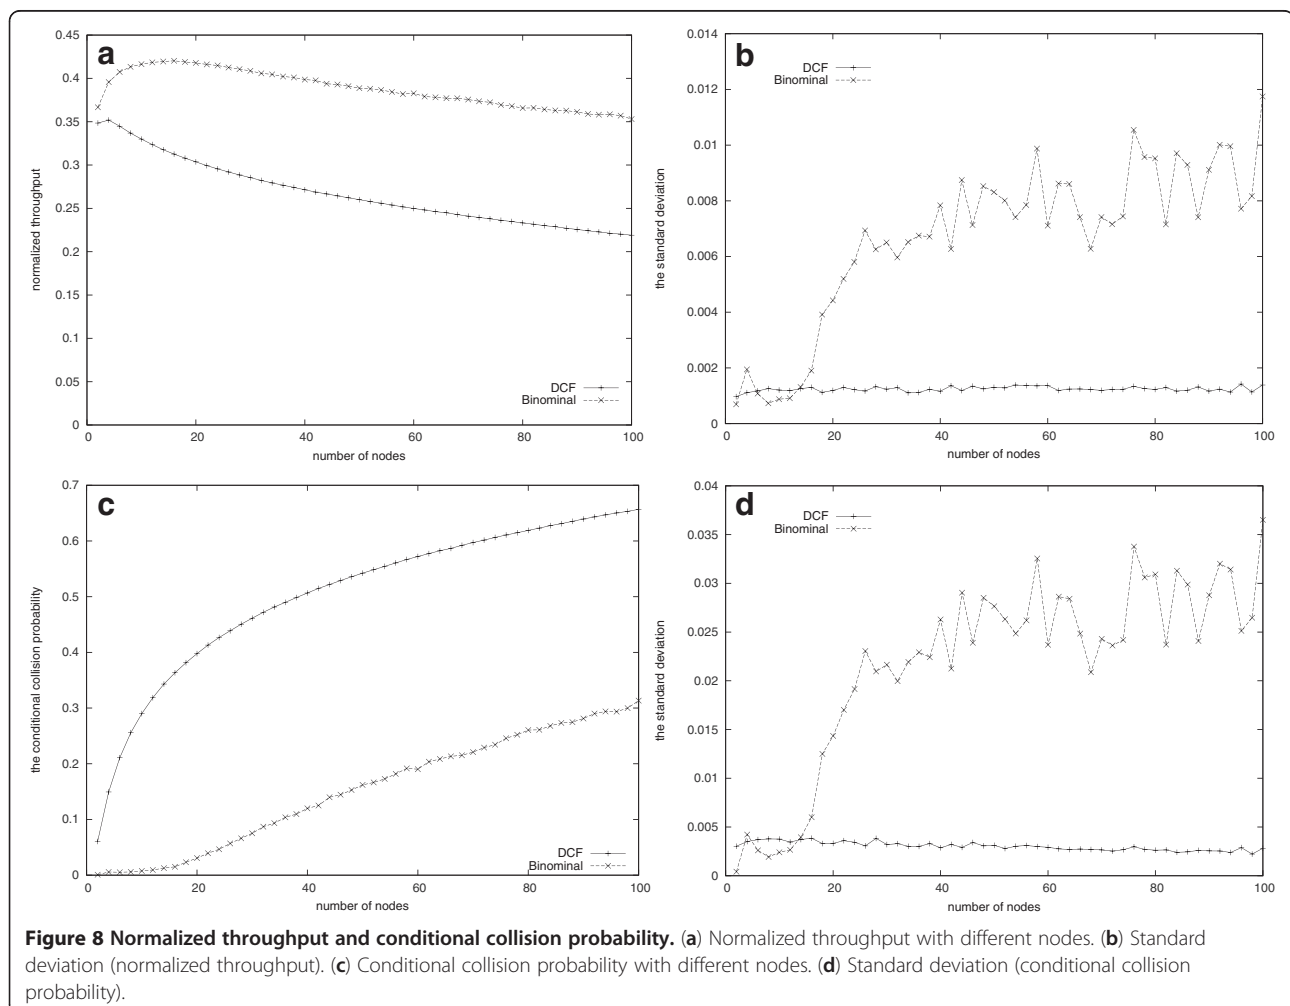 a
0.45
0.4
0.35
0.3
0.25
0.2
0.15
0.1
0.05
0
normalized throughput
DCF
Binominal
0 20 40 60 80 100
number of nodes
b
0.014
0.012
0.01
0.008
0.006
0.004
0.002
0
the standard deviation
DCF
Binominal
0 20 40 60 80 100
number of nodes
c
0.7
0.6
0.5
0.4
0.3
0.2
0.1
0
the conditional collision probability
DCF
Binominal
0 20 40 60 80 100
number of nodes
d
0.04
0.035
0.03
0.025
0.02
0.015
0.01
0.005
0
the standard deviation
DCF
Binominal
0 20 40 60 80 100
number of nodes
Figure 8 Normalized throughput and conditional collision probability. (a) Normalized throughput with different nodes. (b) Standard
deviation (normalized throughput). (c) Conditional collision probability with different nodes. (d) Standard deviation (conditional collision
probability).